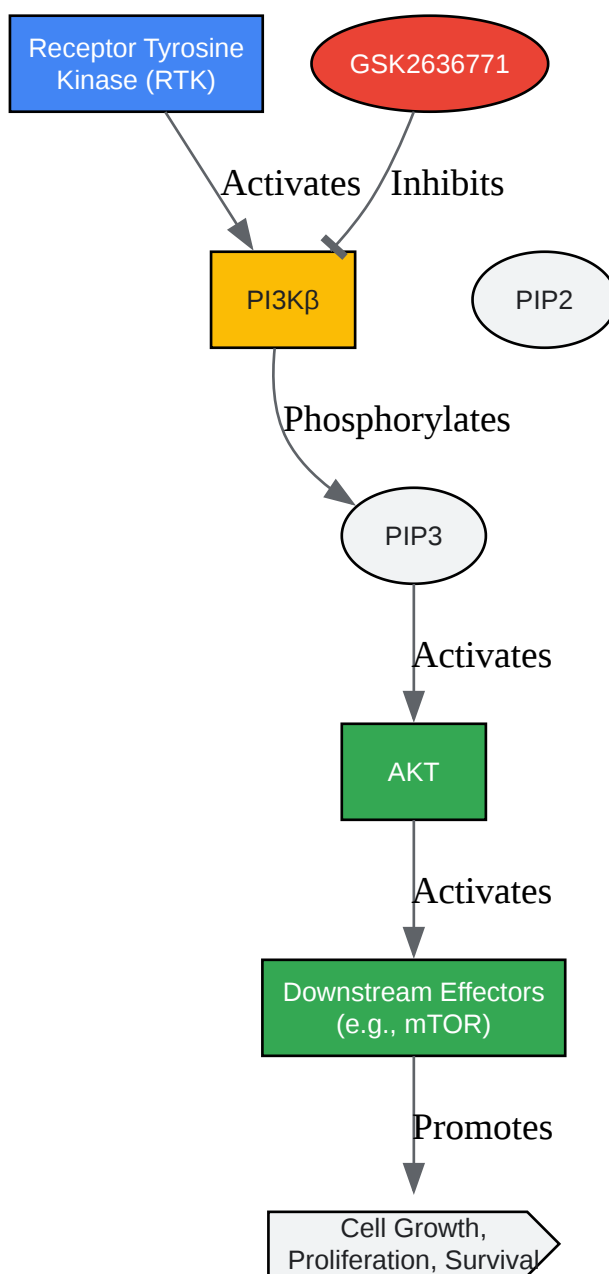 Receptor Tyrosine
Kinase (RTK)
GSK2636771
Activates
Inhibits
PI3Kβ
PIP2
Phosphorylates
PIP3
Activates
AKT
Activates
Downstream Effectors
(e.g., mTOR)
Promotes
Cell Growth,
Proliferation, Survival